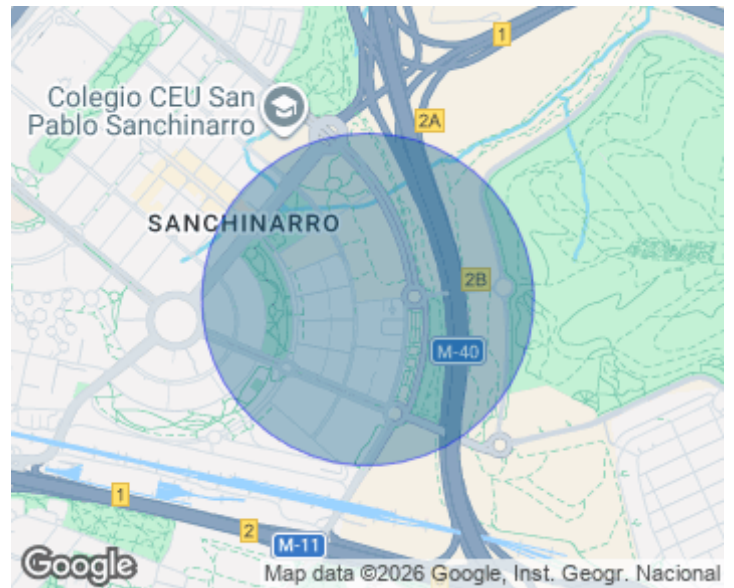 1
Colegio CEU San
Pablo Sanchinarro
2A
SANCHINARRO
2B
M-40
1
2
M-11
Google
Map data ©2026 Google, Inst. Geogr. Nacional